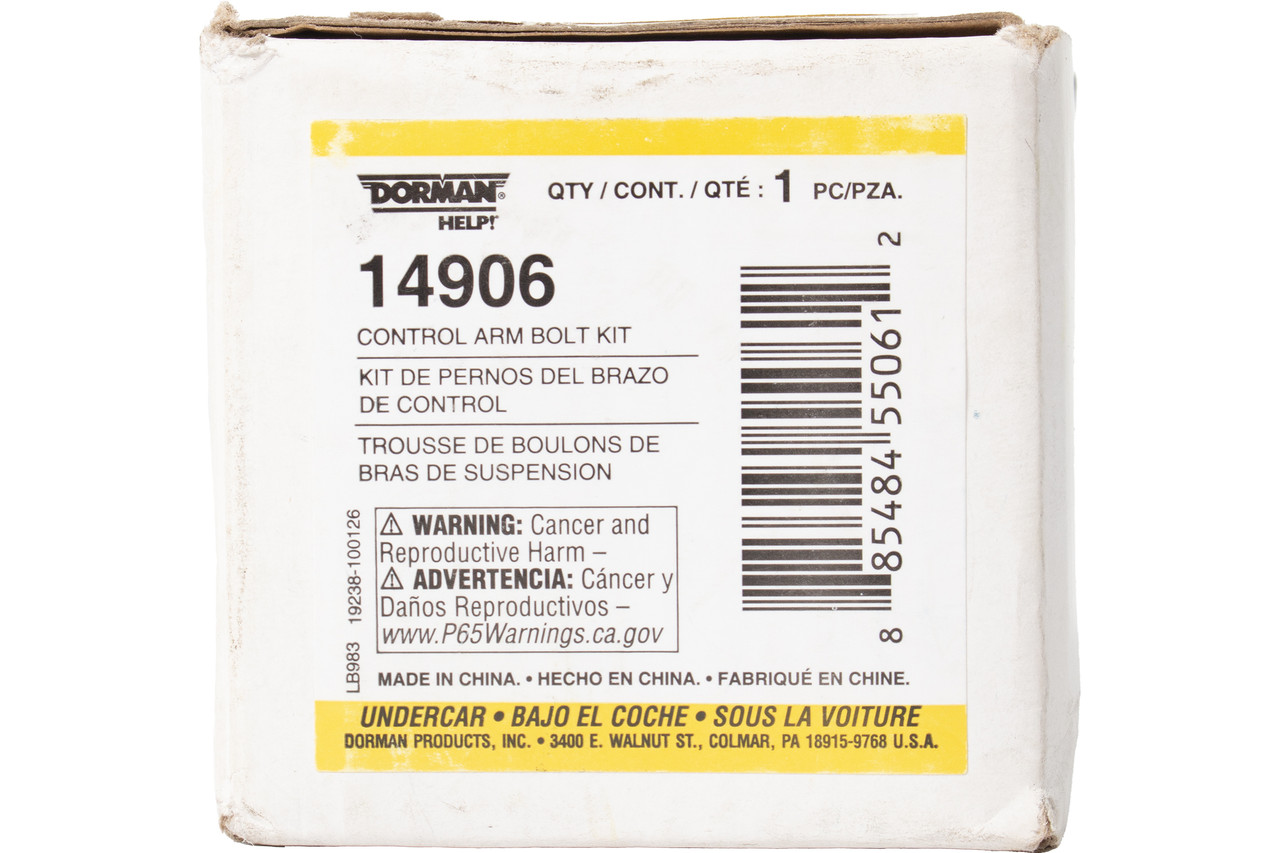 DORMAN®
HELP!®
QTY / CONT. / QTÉ : 1 PC/PZA.
14906
CONTROL ARM BOLT KIT
KIT DE PERNOS DEL BRAZO
DE CONTROL
TROUSSE DE BOULONS DE
BRAS DE SUSPENSION
⚠ WARNING: Cancer and
Reproductive Harm –
⚠ ADVERTENCIA: Cáncer y
Daños Reproductivos –
www.P65Warnings.ca.gov
LB983 19238-100126
8 85484 55061 2
MADE IN CHINA. • HECHO EN CHINA. • FABRIQUÉ EN CHINE.
UNDERCAR • BAJO EL COCHE • SOUS LA VOITURE
DORMAN PRODUCTS, INC. • 3400 E. WALNUT ST., COLMAR, PA 18915-9768 U.S.A.